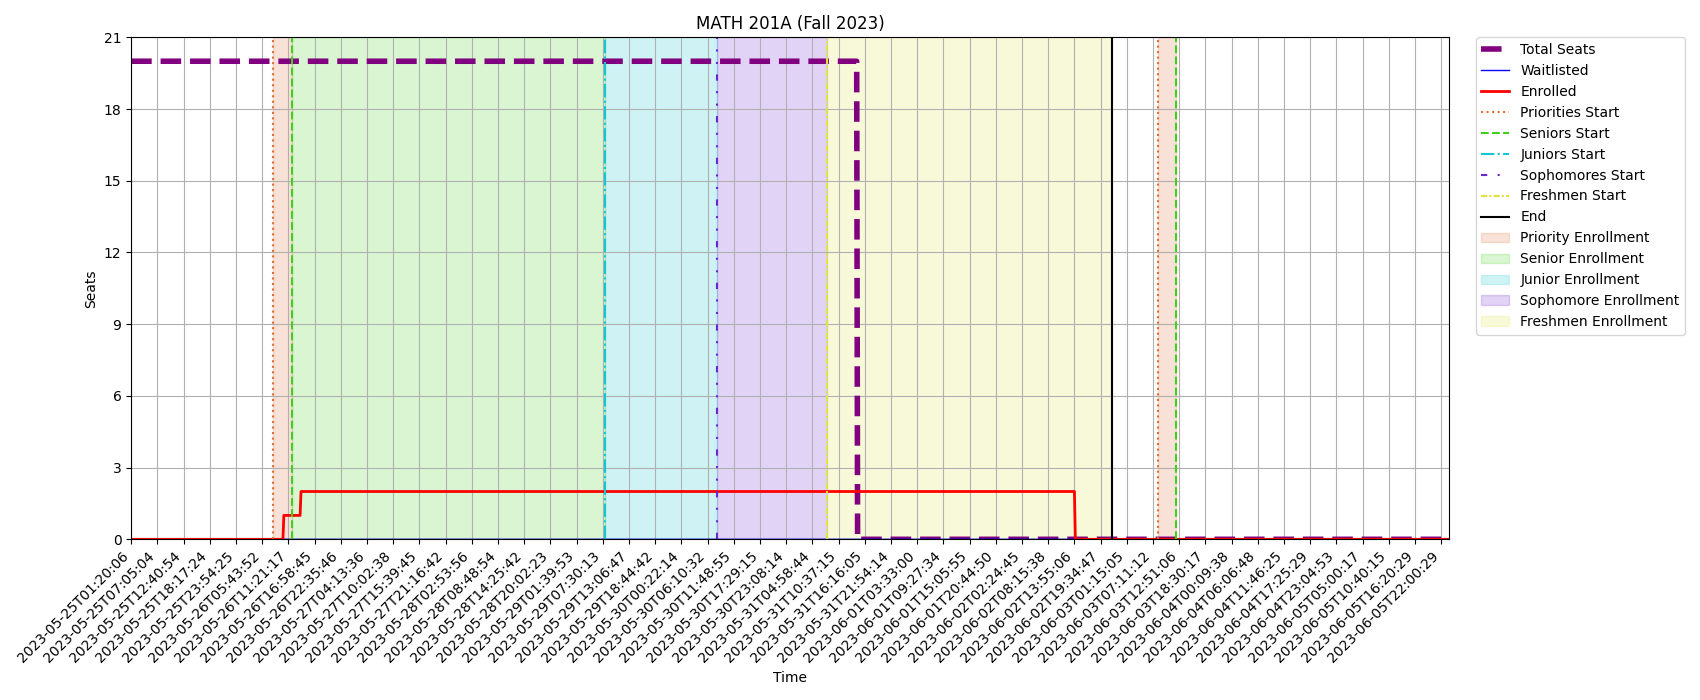 MATH 201A (Fall 2023)
Seats
21
18
15
12
9
6
3
0
2023-05-25T01:20:06
2023-05-25T07:05:04
2023-05-25T12:40:54
2023-05-25T18:17:24
2023-05-25T23:54:25
2023-05-26T05:43:52
2023-05-26T11:21:17
2023-05-26T16:58:45
2023-05-26T22:35:46
2023-05-27T04:13:36
2023-05-27T10:02:38
2023-05-27T15:39:45
2023-05-27T21:16:42
2023-05-28T02:53:56
2023-05-28T08:48:54
2023-05-28T14:25:42
2023-05-28T20:02:23
2023-05-29T01:39:53
2023-05-29T07:30:13
2023-05-29T13:06:47
2023-05-29T18:44:42
2023-05-30T00:22:14
2023-05-30T06:10:32
2023-05-30T11:48:55
2023-05-30T17:29:15
2023-05-30T23:08:14
2023-05-31T04:58:44
2023-05-31T10:37:15
2023-05-31T16:16:05
2023-05-31T21:54:14
2023-06-01T03:33:00
2023-06-01T09:27:34
2023-06-01T15:05:55
2023-06-01T20:44:50
2023-06-02T02:24:45
2023-06-02T08:15:38
2023-06-02T13:55:06
2023-06-02T19:34:47
2023-06-03T01:15:05
2023-06-03T07:11:12
2023-06-03T12:51:06
2023-06-03T18:30:17
2023-06-04T00:09:38
2023-06-04T06:06:48
2023-06-04T11:46:25
2023-06-04T17:25:29
2023-06-04T23:04:53
2023-06-05T05:00:17
2023-06-05T10:40:15
2023-06-05T16:20:29
2023-06-05T22:00:29
Time
Total Seats
Waitlisted
Enrolled
Priorities Start
Seniors Start
Juniors Start
Sophomores Start
Freshmen Start
End
Priority Enrollment
Senior Enrollment
Junior Enrollment
Sophomore Enrollment
Freshmen Enrollment